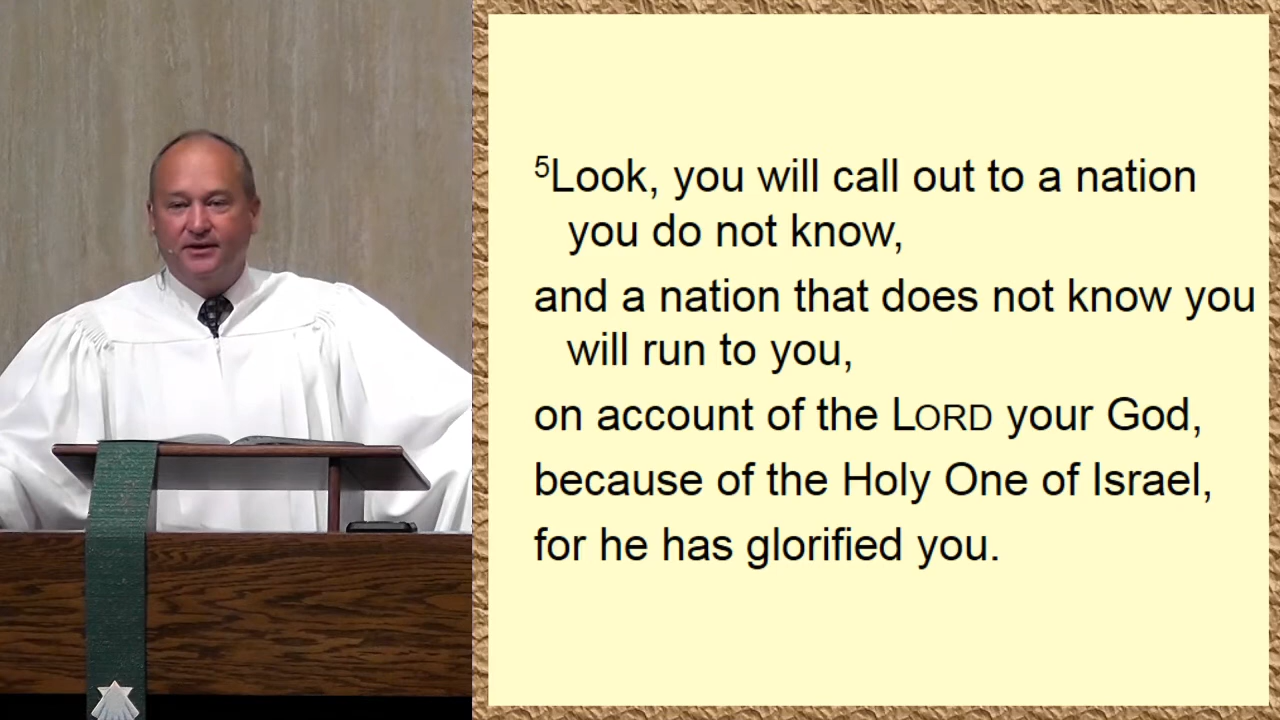 ⁵Look, you will call out to a nation
you do not know,
and a nation that does not know you
will run to you,
on account of the LORD your God,
because of the Holy One of Israel,
for he has glorified you.